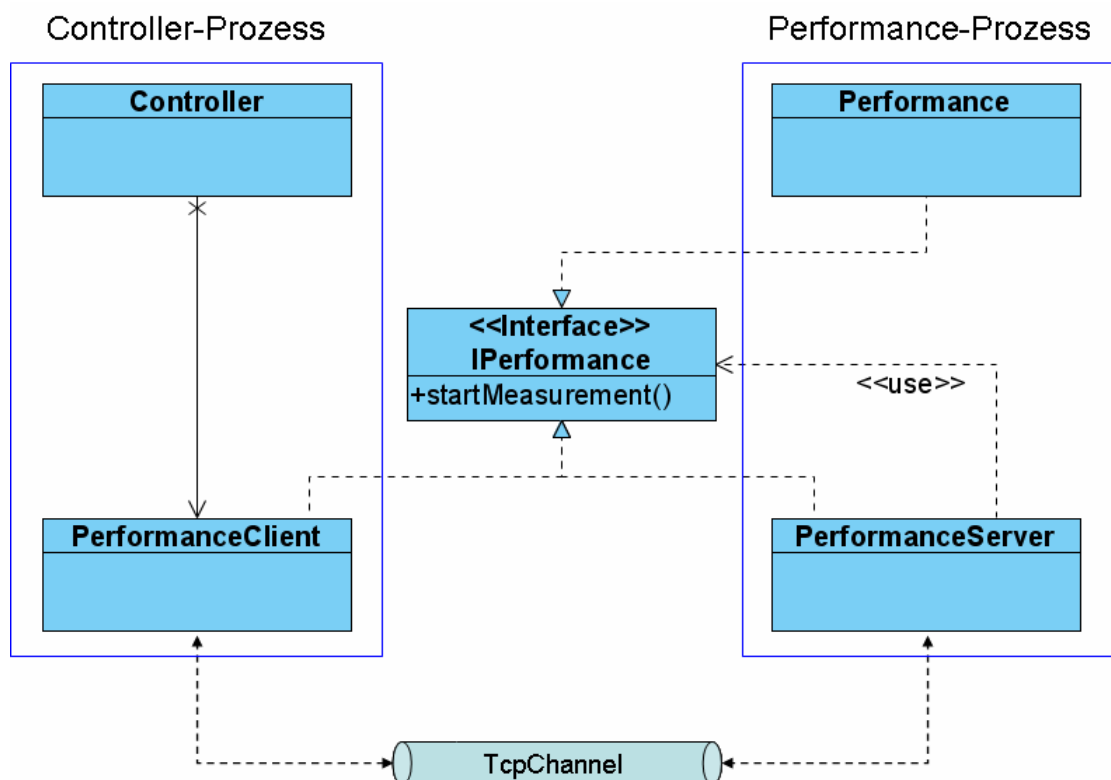 Controller-Prozess
Performance-Prozess
Controller
Performance
<<Interface>>
IPerformance
+startMeasurement()
<<use>>
PerformanceClient
PerformanceServer
TcpChannel